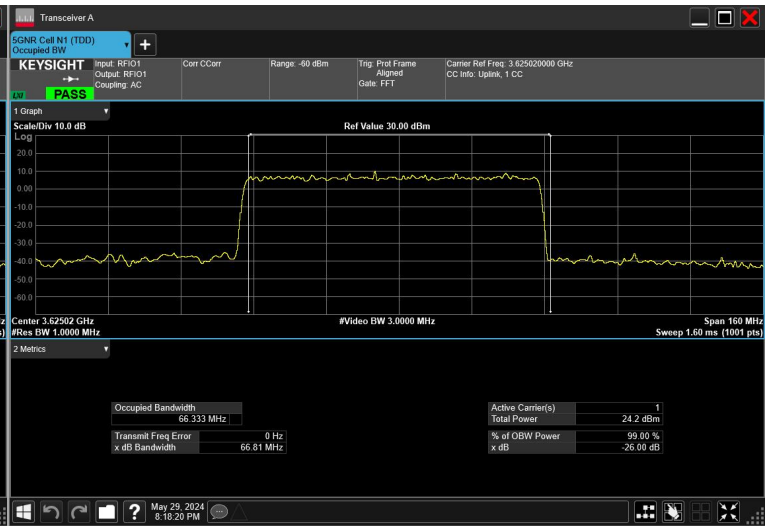 Transceiver A
5GNR Cell N1 (TDD)
Occupied BW
+
KEYSIGHT
Input: RFIO1
Output: RFIO1
Coupling: AC
Corr CCorr
Range: -60 dBm
Trig: Prot Frame
Aligned
Gate: FFT
Carrier Ref Freq: 3.625020000 GHz
CC Info: Uplink, 1 CC
LXI
PASS
1 Graph
Scale/Div 10.0 dB
Ref Value 30.00 dBm
Log
20.0
10.0
0.00
-10.0
-20.0
-30.0
-40.0
-50.0
-60.0
Center 3.62502 GHz
#Video BW 3.0000 MHz
Span 160 MHz
#Res BW 1.0000 MHz
Sweep 1.60 ms (1001 pts)
z
s)
2 Metrics
Occupied Bandwidth
66.333 MHz
Active Carrier(s) 1
Total Power 24.2 dBm
Transmit Freq Error 0 Hz
x dB Bandwidth 66.81 MHz
% of OBW Power 99.00 %
x dB -26.00 dB
?
May 29, 2024
8:18:20 PM